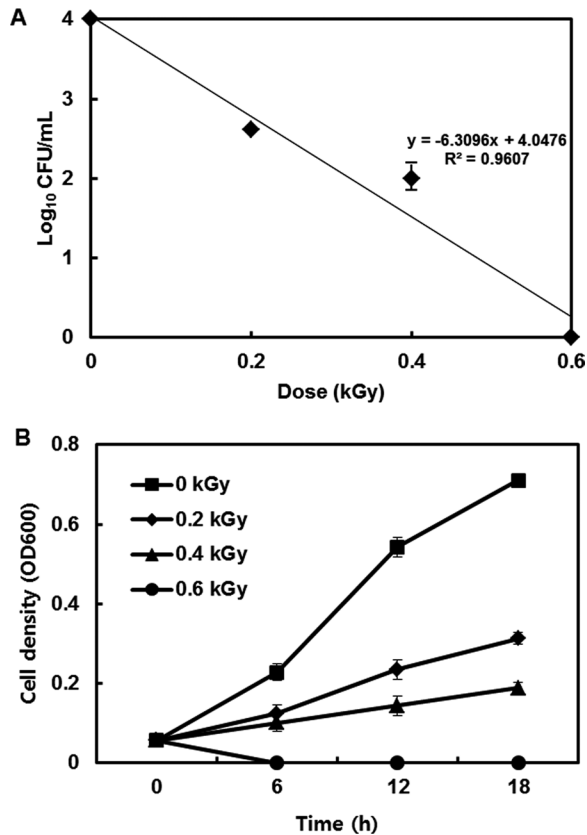 A
4
3
2
1
0
Log₁₀ CFU/mL
y = -6.3096x + 4.0476
R² = 0.9607
0
0.2
0.4
0.6
Dose (kGy)
B
0.8
0.6
0.4
0.2
0
Cell density (OD600)
0 kGy
0.2 kGy
0.4 kGy
0.6 kGy
0
6
12
18
Time (h)